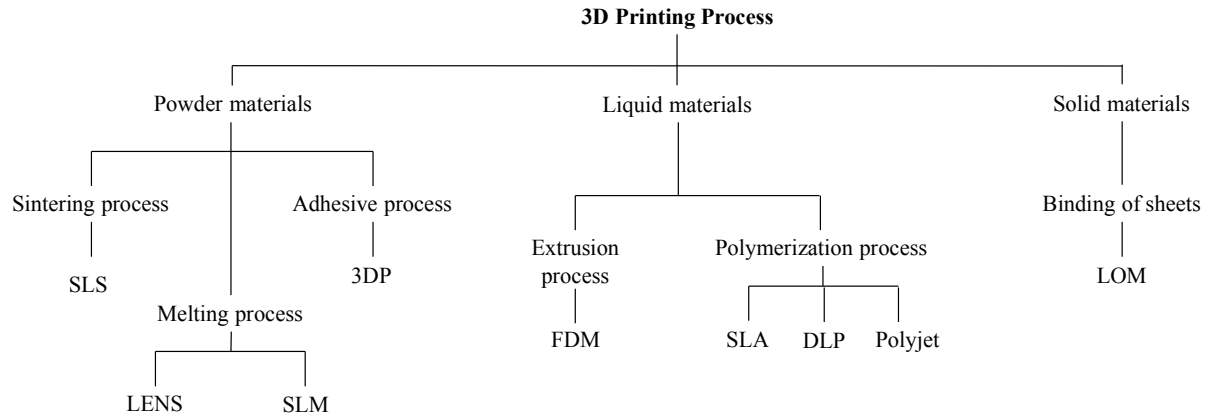 3D Printing Process
Powder materials
Liquid materials
Solid materials
Sintering process
Adhesive process
Binding of sheets
Extrusion
process
Polymerization process
SLS
3DP
LOM
Melting process
FDM
SLA
DLP
Polyjet
LENS
SLM